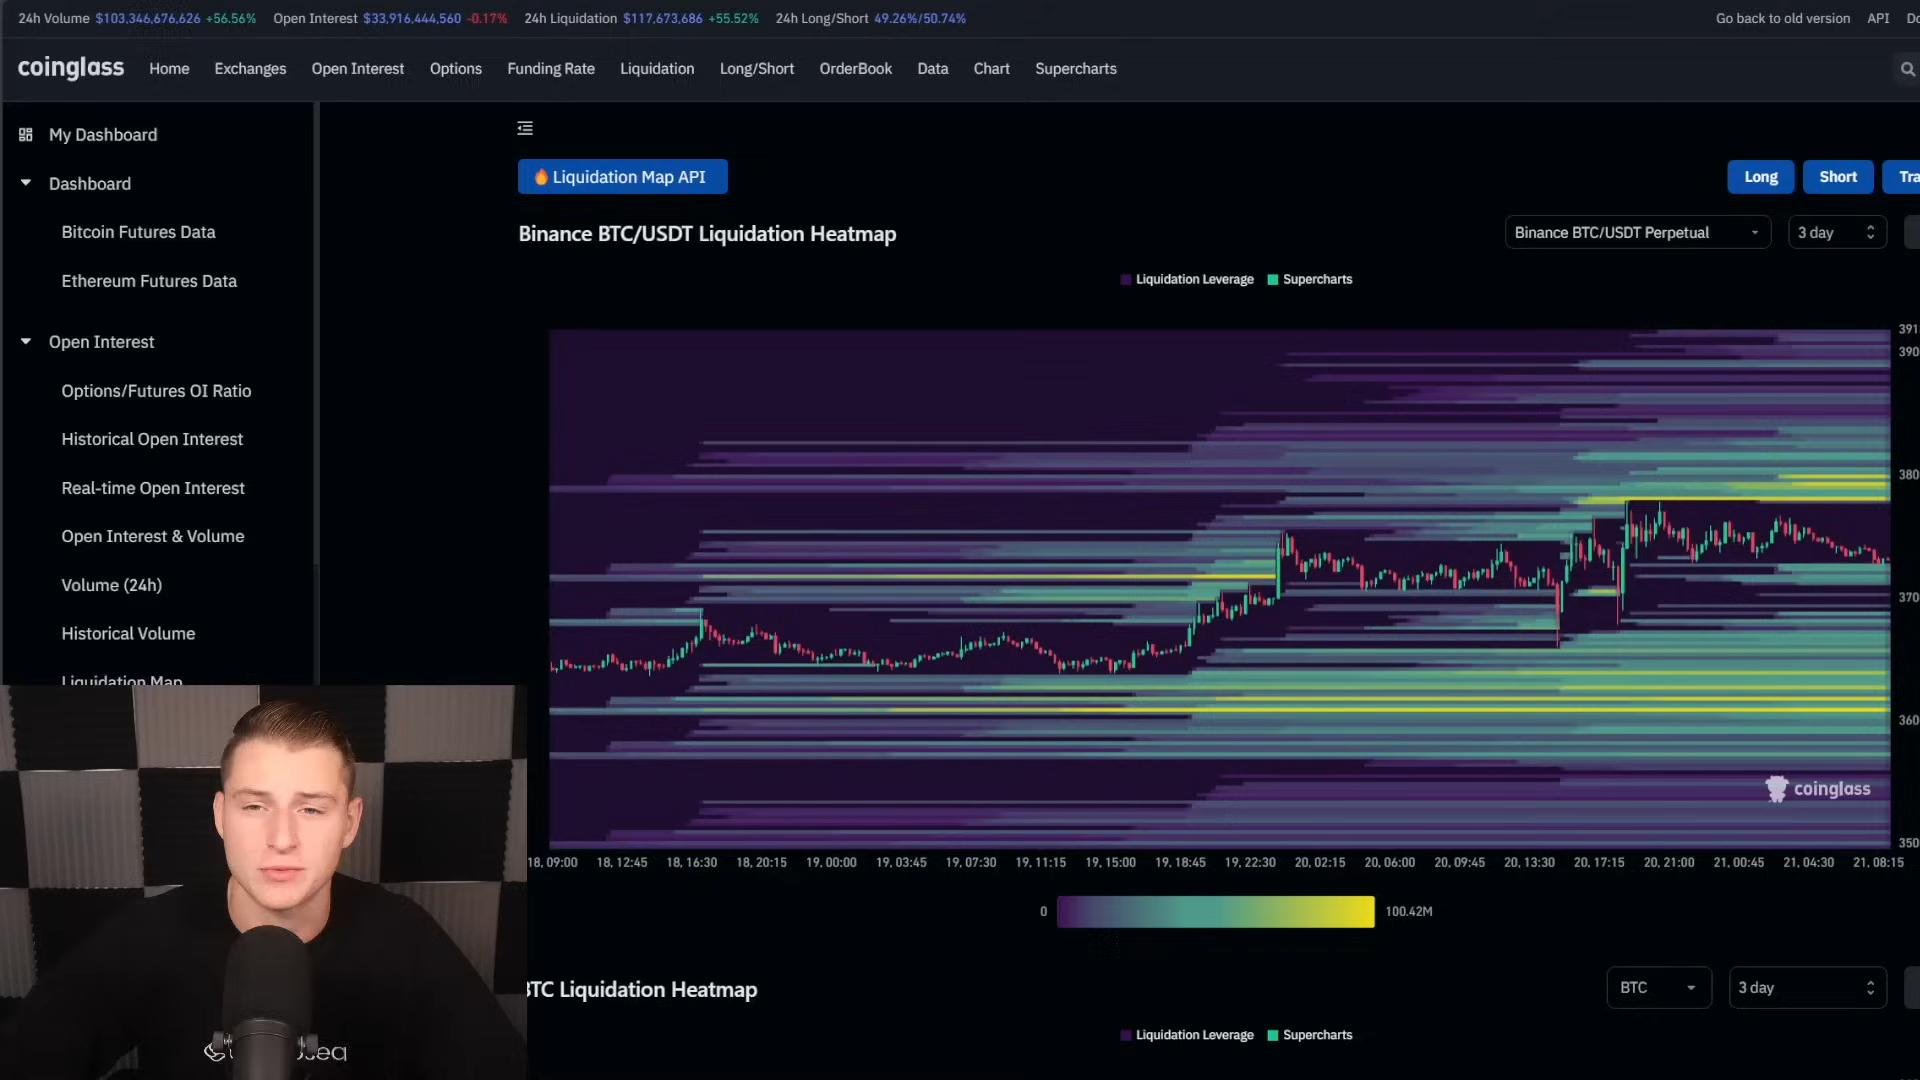 24h Volume $103,346,676,626 +56.56% Open Interest $33,916,444,560 -0.17% 24h Liquidation $117,673,686 +55.52% 24h Long/Short 49.26%/50.74% Go back to old version API
coinglass Home Exchanges Open Interest Options Funding Rate Liquidation Long/Short OrderBook Data Chart Supercharts
My Dashboard
Dashboard
Bitcoin Futures Data
Ethereum Futures Data
Open Interest
Options/Futures OI Ratio
Historical Open Interest
Real-time Open Interest
Open Interest & Volume
Volume (24h)
Historical Volume
Liquidation Map
Liquidation Map API
Long Short
Binance BTC/USDT Liquidation Heatmap
Binance BTC/USDT Perpetual 3 day
Liquidation Leverage Supercharts
391
390
380
370
360
350
coinglass
18, 09:00 18, 12:45 18, 16:30 18, 20:15 19, 00:00 19, 03:45 19, 07:30 19, 11:15 19, 15:00 19, 18:45 19, 22:30 20, 02:15 20, 06:00 20, 09:45 20, 13:30 20, 17:15 20, 21:00 21, 00:45 21, 04:30 21, 08:15
0 100.42M
BTC Liquidation Heatmap
BTC 3 day
Liquidation Leverage Supercharts